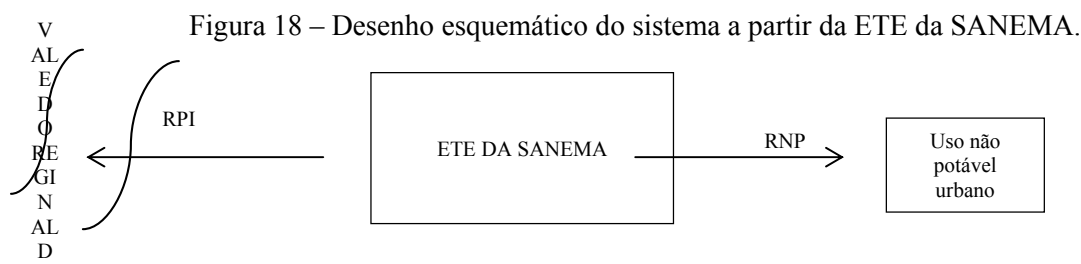 Figura 18 – Desenho esquemático do sistema a partir da ETE da SANEMA.
V
AL
E
D
O
RE
GI
N
AL
D
RPI
ETE DA SANEMA
RNP
Uso não
potável
urbano